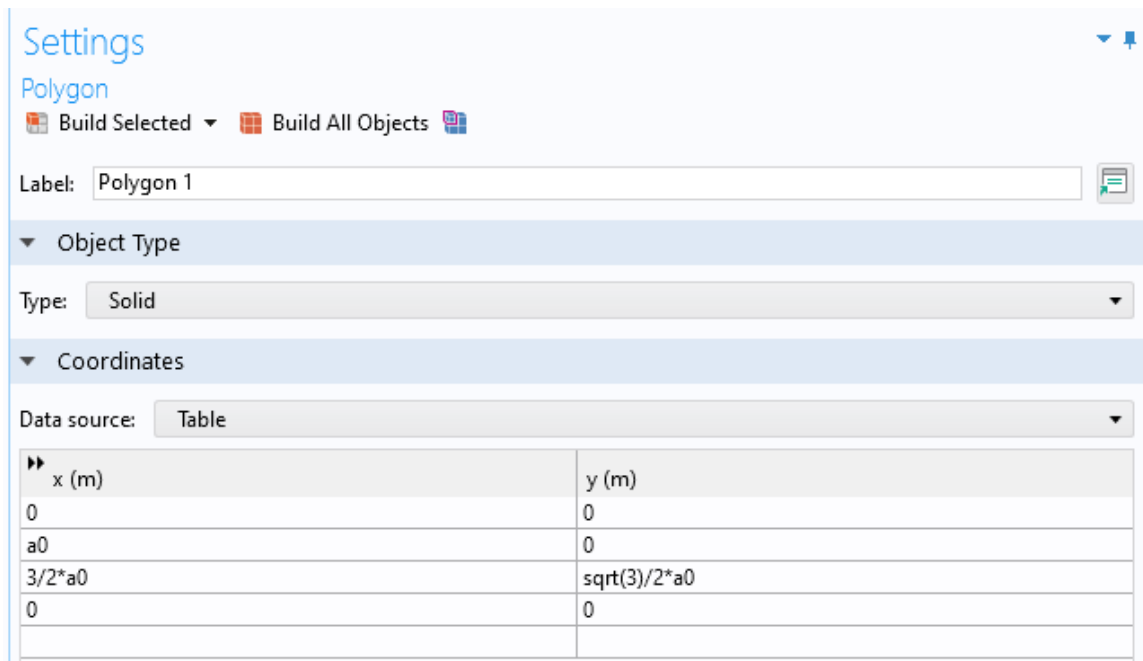 Settings
Polygon
Build Selected Build All Objects
Label: Polygon 1
Object Type
Type: Solid
Coordinates
Data source: Table
x (m) y (m)
0 0
a0 0
3/2*a0 sqrt(3)/2*a0
0 0